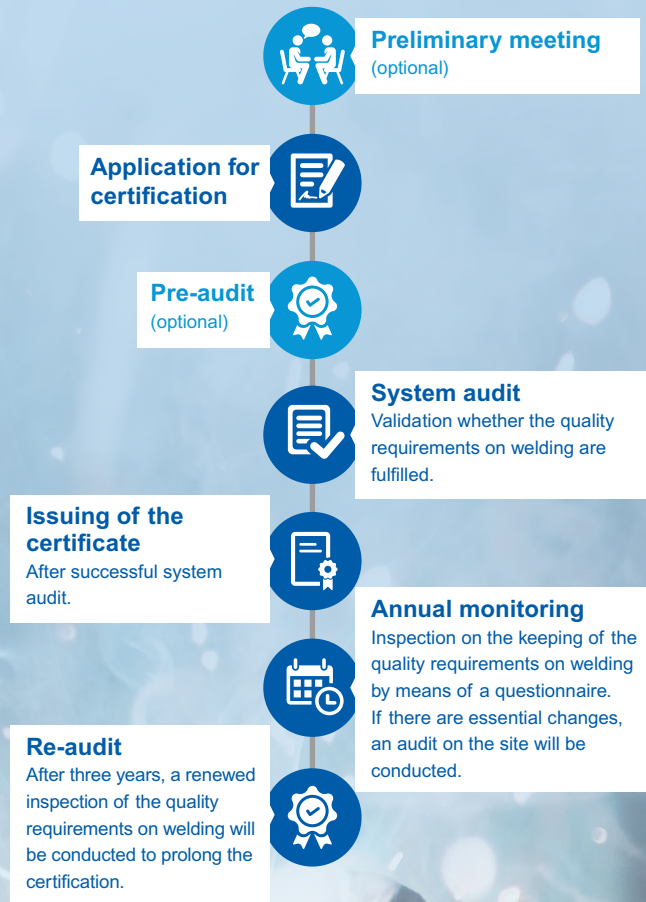 Preliminary meeting
(optional)
Application for
certification
Pre-audit
(optional)
System audit
Validation whether the quality
requirements on welding are
fulfilled.
Issuing of the
certificate
After successful system
audit.
Annual monitoring
Inspection on the keeping of the
quality requirements on welding
by means of a questionnaire.
If there are essential changes,
an audit on the site will be
conducted.
Re-audit
After three years, a renewed
inspection of the quality
requirements on welding will
be conducted to prolong the
certification.